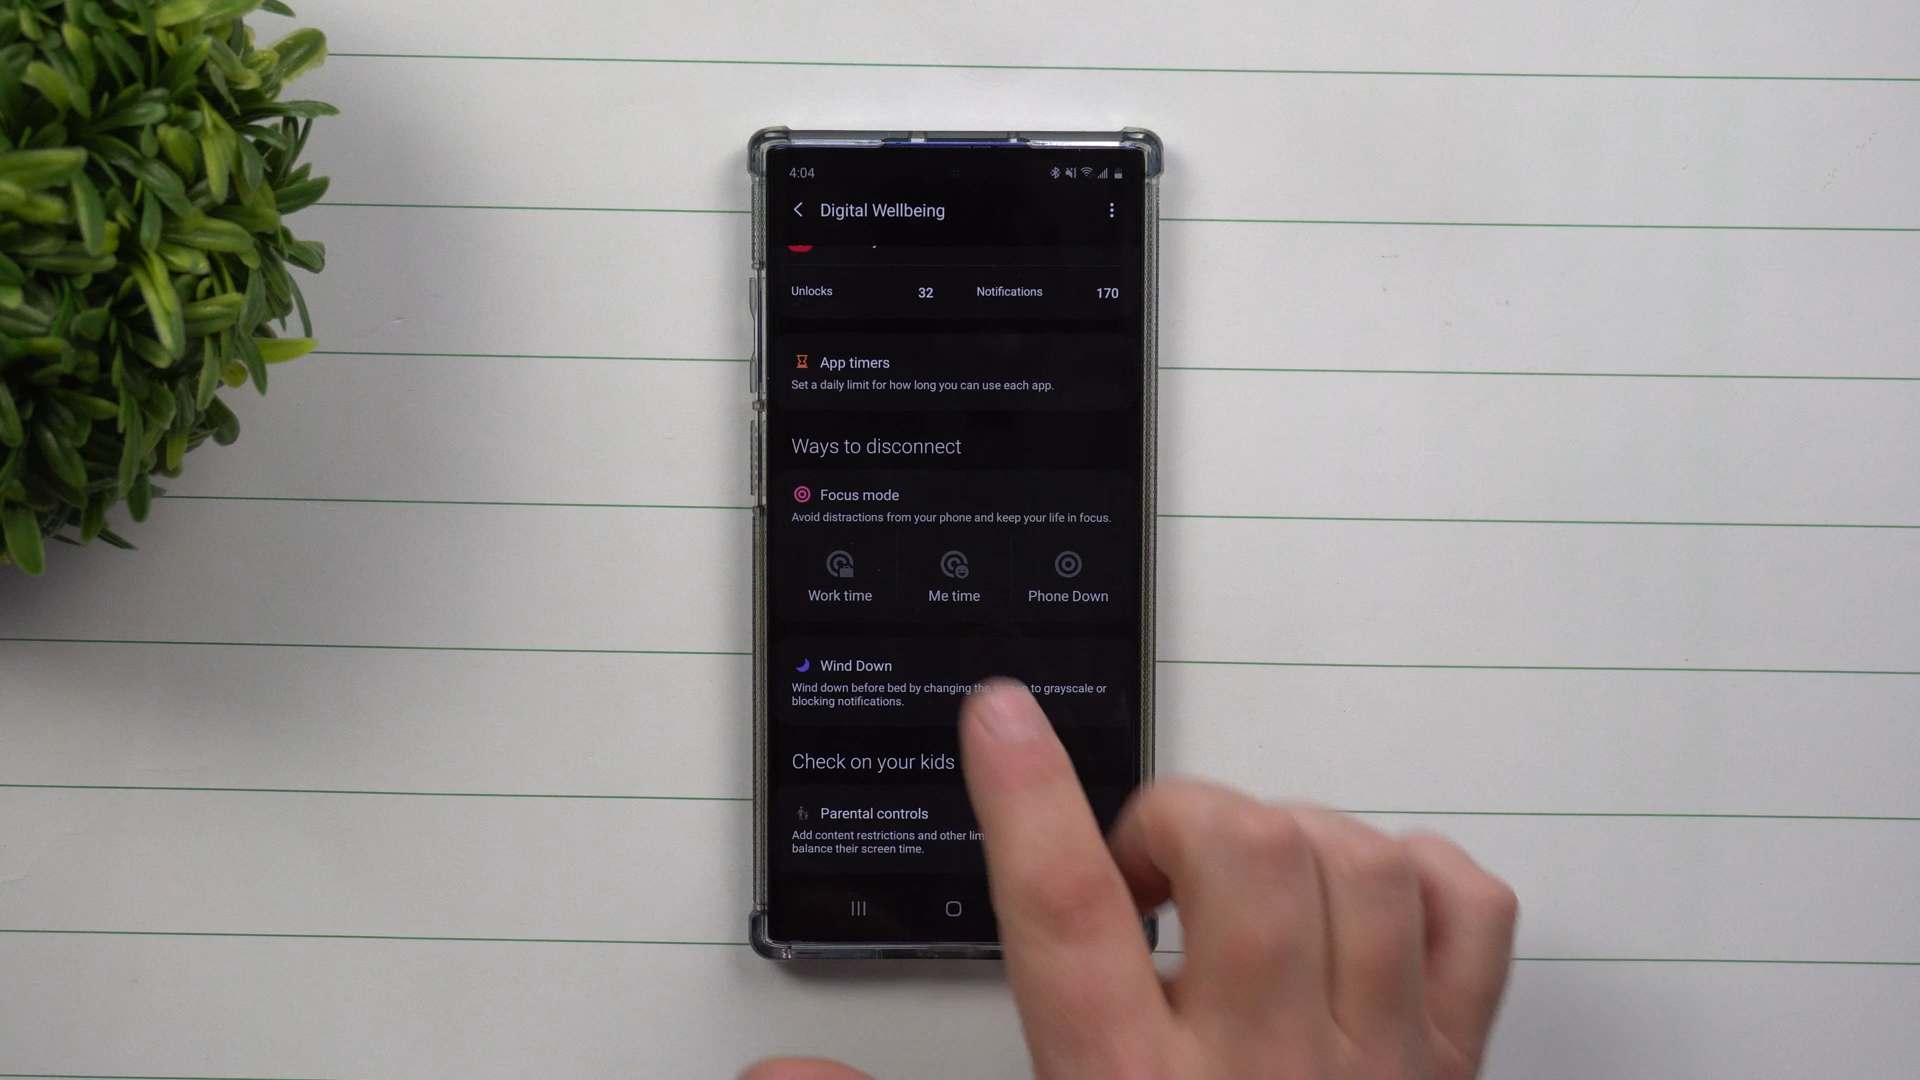 4:04
Digital Wellbeing
Unlocks 32 Notifications 170
App timers
Set a daily limit for how long you can use each app.
Ways to disconnect
Focus mode
Avoid distractions from your phone and keep your life in focus.
Work time Me time Phone Down
Wind Down
Wind down before bed by changing the to grayscale or
blocking notifications.
Check on your kids
Parental controls
Add content restrictions and other
balance their screen time.